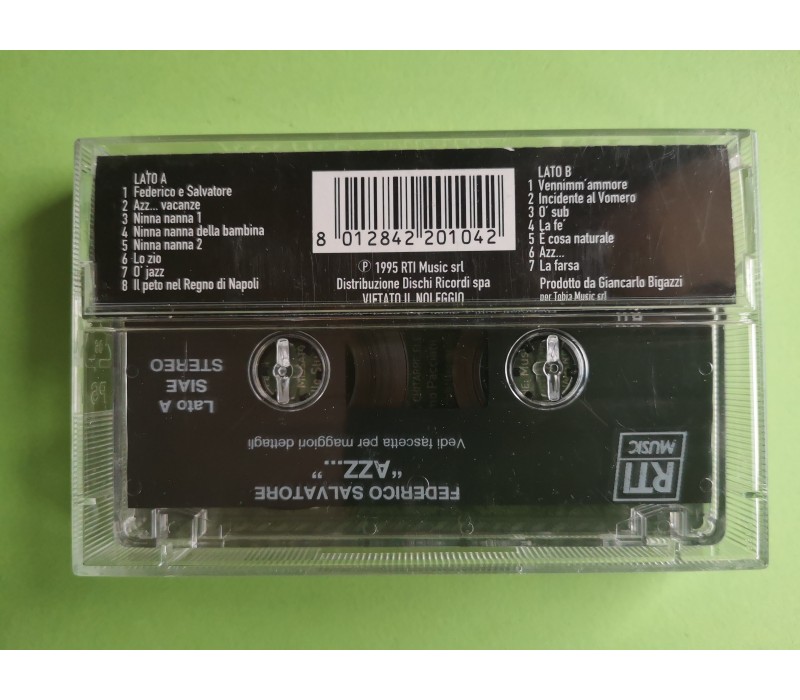 LATO A
1 Federico e Salvatore
2 Azz... vacanze
3 Ninna nanna 1
4 Ninna nanna della bambina
5 Ninna nanna 2
6 Lo zio
7 O' jazz
8 Il peto nel Regno di Napoli
8 012842 201042
℗ 1995 RTI Music srl
Distribuzione Dischi Ricordi spa
VIETATO IL NOLEGGIO
LATO B
1 Vennimm'ammore
2 Incidente al Vomero
3 O' sub
4 La fe'
5 È cosa naturale
6 Azz...
7 La farsa
Prodotto da Giancarlo Bigazzi
per Tobia Music srl
FEDERICO SALVATORE
"AZZ..."
Vedi fascetta per maggiori dettagli
Lato A
SIAE
STEREO
RTI
MUSIC